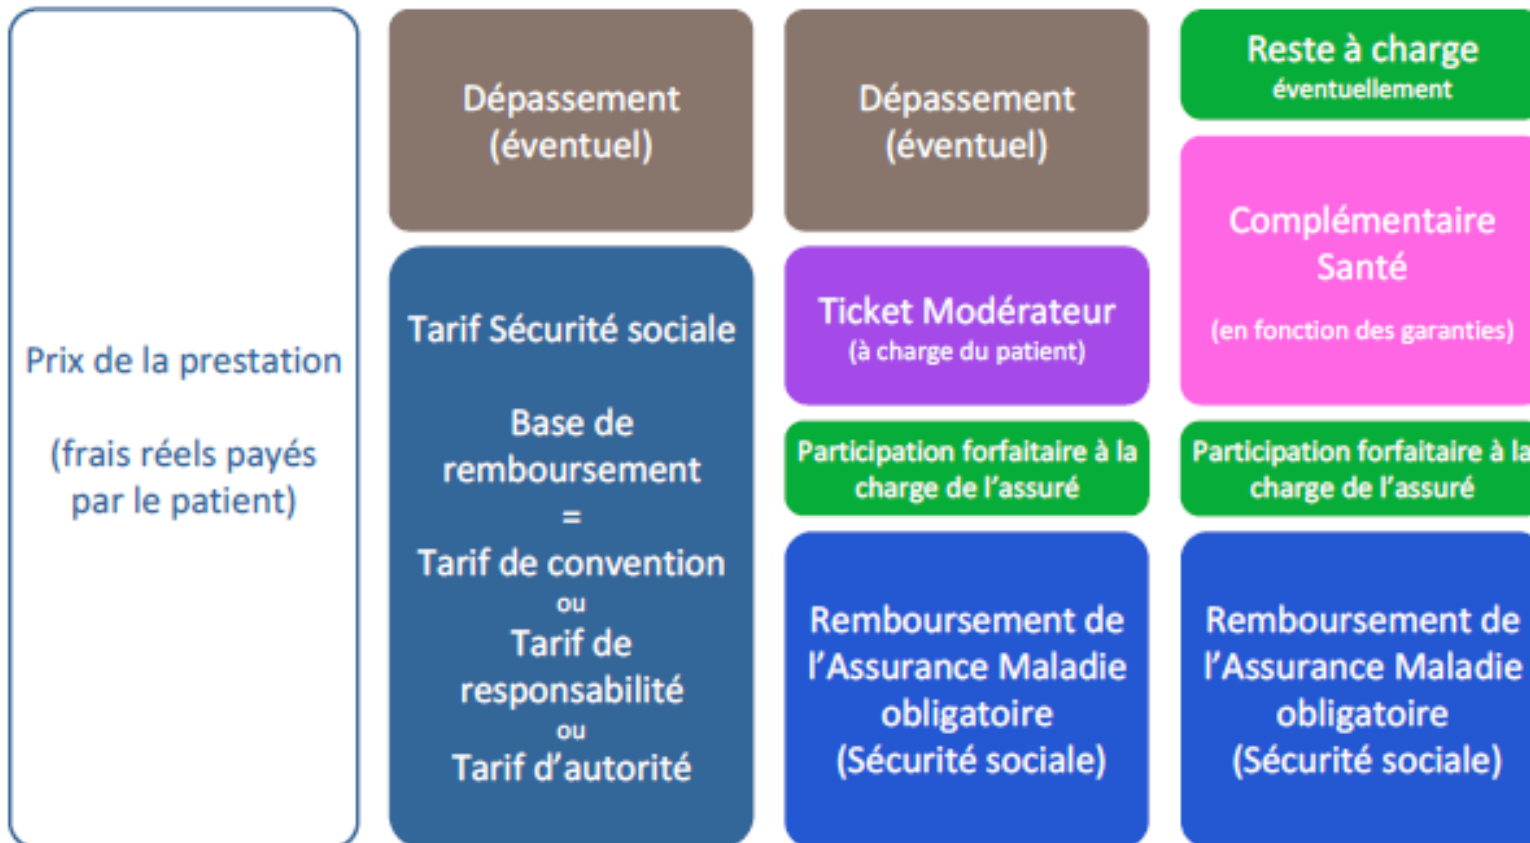 Prix de la prestation
(frais réels payés
par le patient)
Dépassement
(éventuel)
Tarif Sécurité sociale
Base de
remboursement
=
Tarif de convention
ou
Tarif de
responsabilité
ou
Tarif d'autorité
Dépassement
(éventuel)
Ticket Modérateur
(à charge du patient)
Participation forfaitaire à la
charge de l'assuré
Remboursement de
l'Assurance Maladie
obligatoire
(Sécurité sociale)
Reste à charge
éventuellement
Complémentaire
Santé
(en fonction des garanties)
Participation forfaitaire à la
charge de l'assuré
Remboursement de
l'Assurance Maladie
obligatoire
(Sécurité sociale)